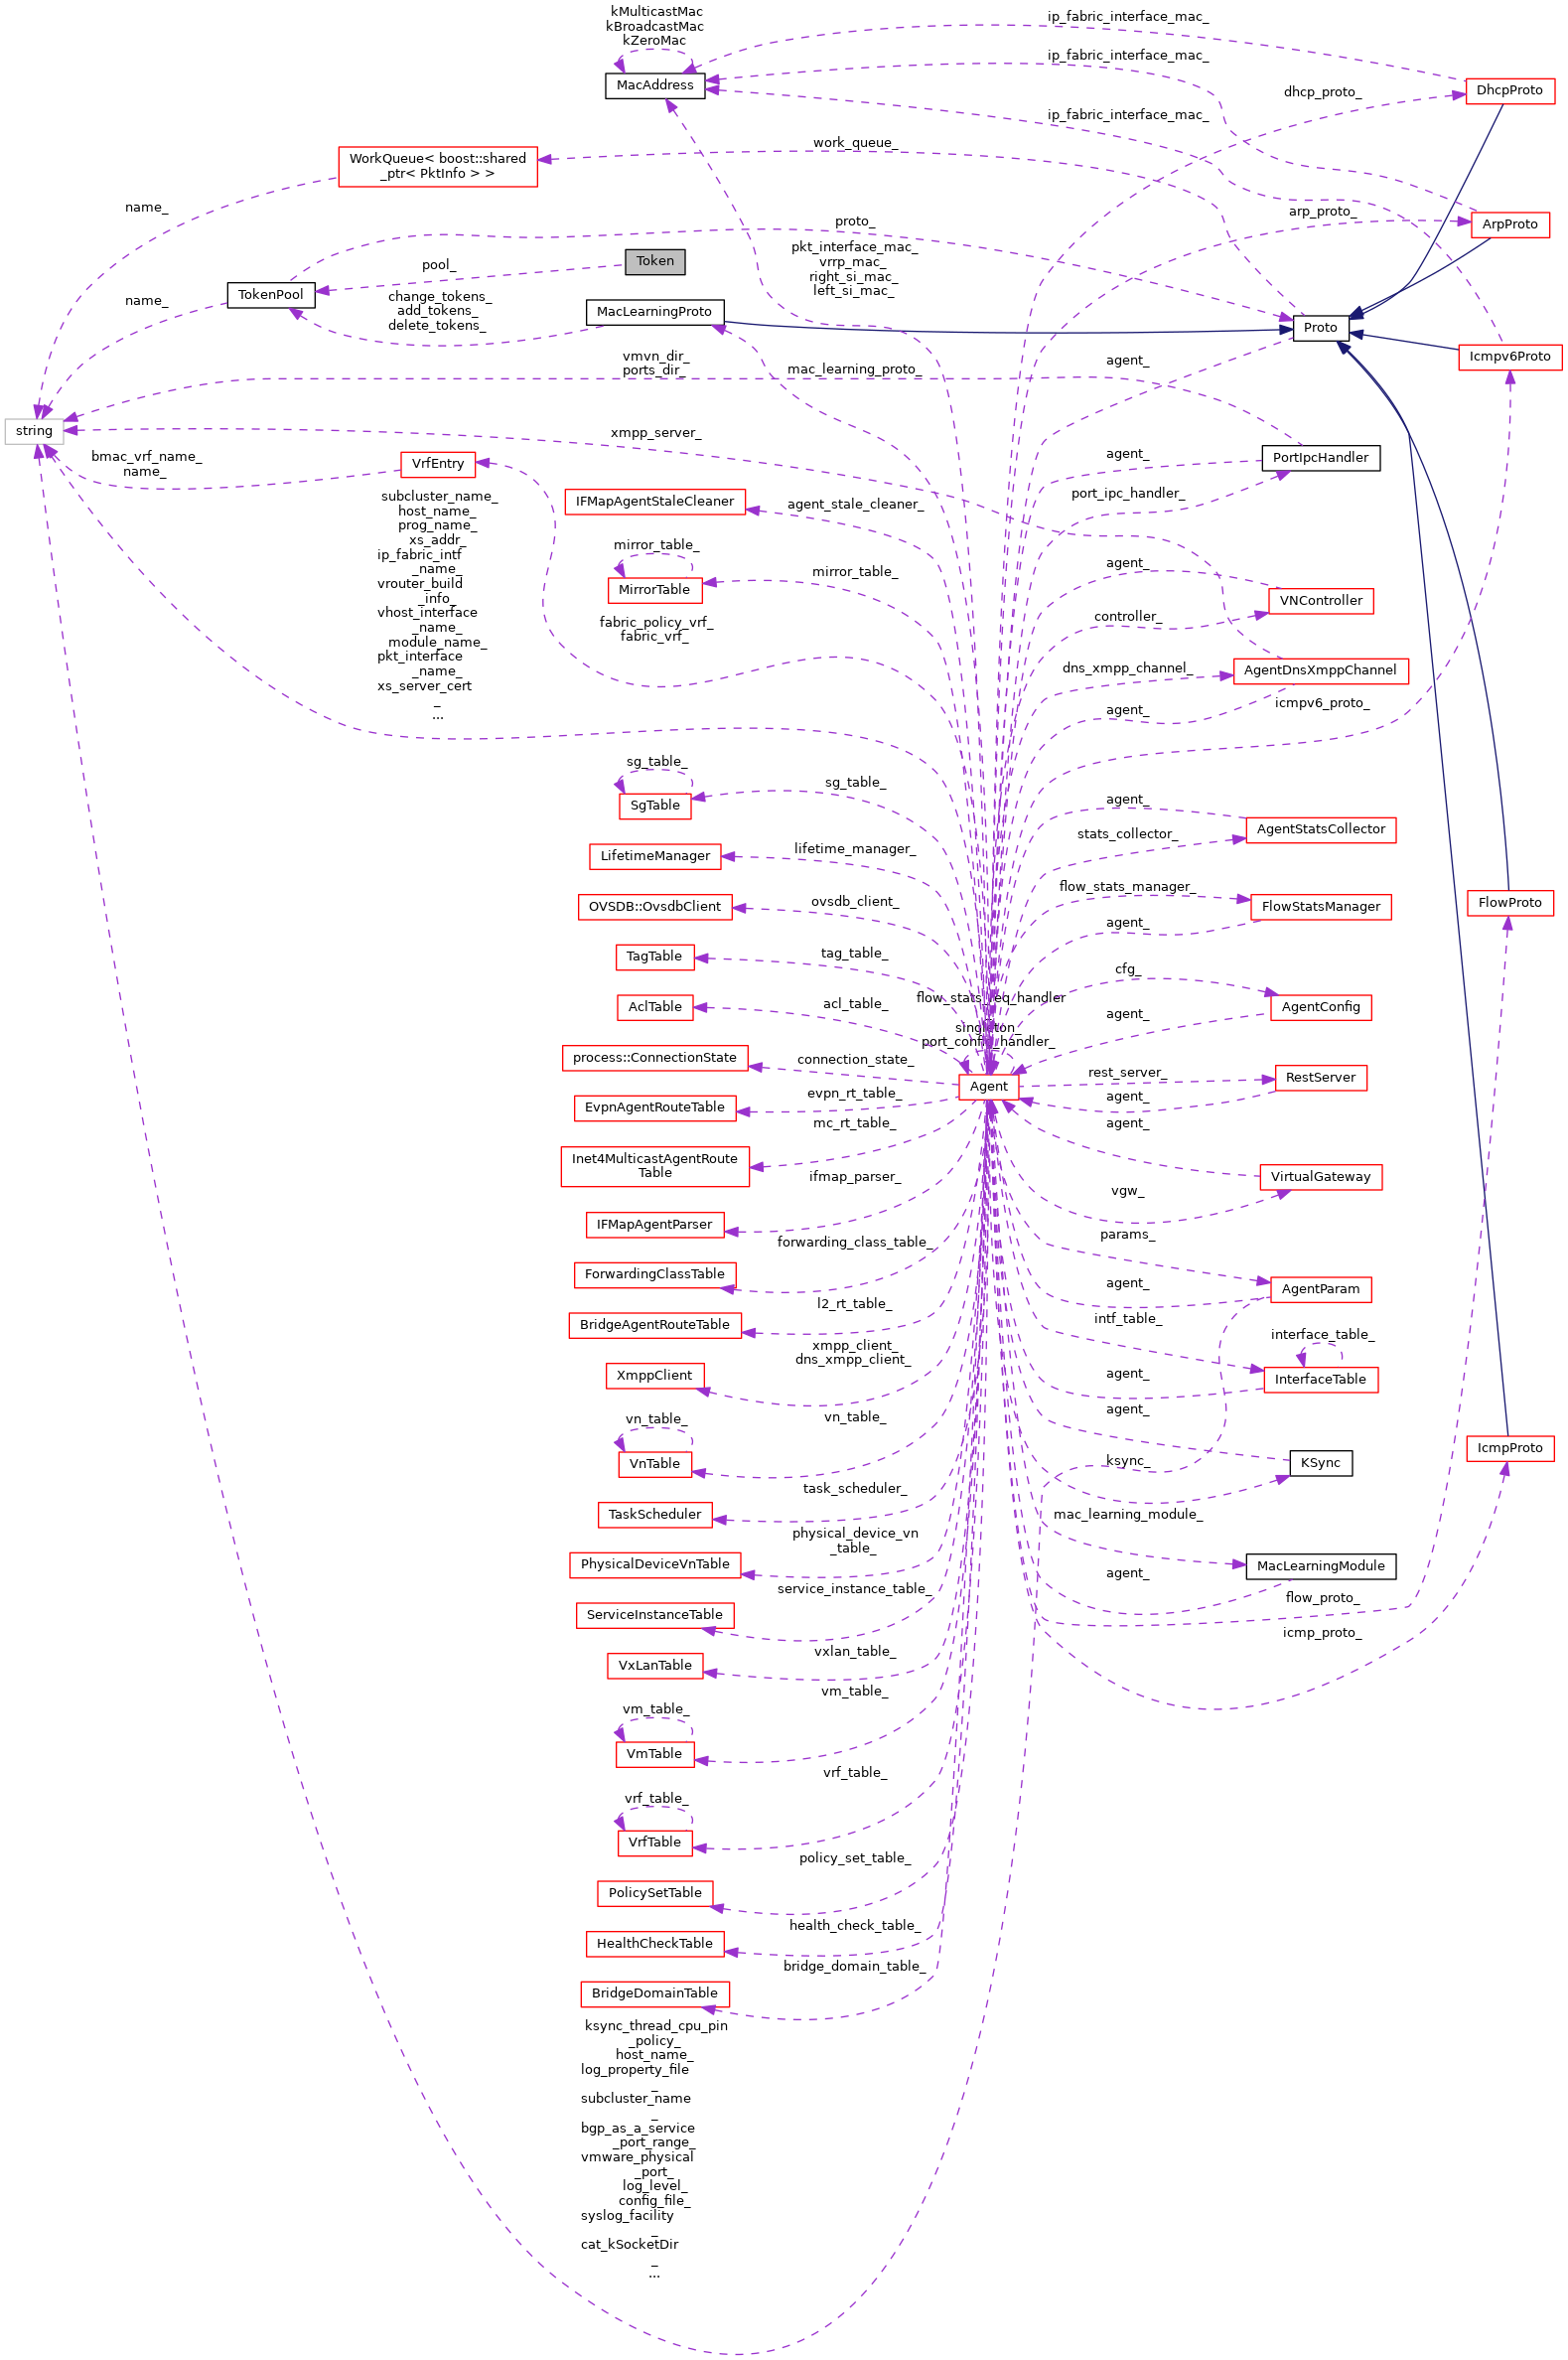 kMulticastMac
kBroadcastMac
kZeroMac
MacAddress
ip_fabric_interface_mac_
ip_fabric_interface_mac_
ip_fabric_interface_mac_
dhcp_proto_
DhcpProto
work_queue_
WorkQueue< boost::shared
_ptr< PktInfo > >
name_
proto_
arp_proto_
ArpProto
pkt_interface_mac_
vrrp_mac_
right_si_mac_
left_si_mac_
Token
pool_
TokenPool
name_
change_tokens_
add_tokens_
delete_tokens_
MacLearningProto
Proto
Icmpv6Proto
vmvn_dir_
ports_dir_
mac_learning_proto_
agent_
string
xmpp_server_
bmac_vrf_name_
name_
VrfEntry
agent_
PortIpcHandler
port_ipc_handler_
subcluster_name_
host_name_
prog_name_
xs_addr_
ip_fabric_intf
_name_
vrouter_build
_info_
vhost_interface
_name_
module_name_
pkt_interface
_name_
xs_server_cert
_
...
IFMapAgentStaleCleaner
agent_stale_cleaner_
mirror_table_
MirrorTable
mirror_table_
fabric_policy_vrf_
fabric_vrf_
agent_
VNController
controller_
dns_xmpp_channel_
AgentDnsXmppChannel
agent_
icmpv6_proto_
sg_table_
SgTable
sg_table_
agent_
AgentStatsCollector
stats_collector_
LifetimeManager
lifetime_manager_
OVSDB::OvsdbClient
ovsdb_client_
flow_stats_manager_
FlowStatsManager
agent_
FlowProto
TagTable
tag_table_
cfg_
AclTable
acl_table_
flow_stats_req_handler
_
singleton_
port_config_handler_
agent_
AgentConfig
process::ConnectionState
connection_state_
Agent
rest_server_
RestServer
agent_
EvpnAgentRouteTable
evpn_rt_table_
mc_rt_table_
agent_
Inet4MulticastAgentRoute
Table
ifmap_parser_
VirtualGateway
vgw_
IFMapAgentParser
params_
forwarding_class_table_
ForwardingClassTable
agent_
AgentParam
l2_rt_table_
BridgeAgentRouteTable
intf_table_
interface_table_
InterfaceTable
xmpp_client_
dns_xmpp_client_
XmppClient
agent_
vn_table_
VnTable
vn_table_
agent_
IcmpProto
ksync_
KSync
task_scheduler_
TaskScheduler
mac_learning_module_
physical_device_vn
_table_
PhysicalDeviceVnTable
agent_
MacLearningModule
service_instance_table_
ServiceInstanceTable
flow_proto_
icmp_proto_
vxlan_table_
VxLanTable
vm_table_
vm_table_
VmTable
vrf_table_
vrf_table_
VrfTable
policy_set_table_
PolicySetTable
health_check_table_
HealthCheckTable
bridge_domain_table_
BridgeDomainTable
ksync_thread_cpu_pin
_policy_
host_name_
log_property_file
_
subcluster_name
_
bgp_as_a_service
_port_range_
vmware_physical
_port_
log_level_
config_file_
syslog_facility
_
cat_kSocketDir
_
...